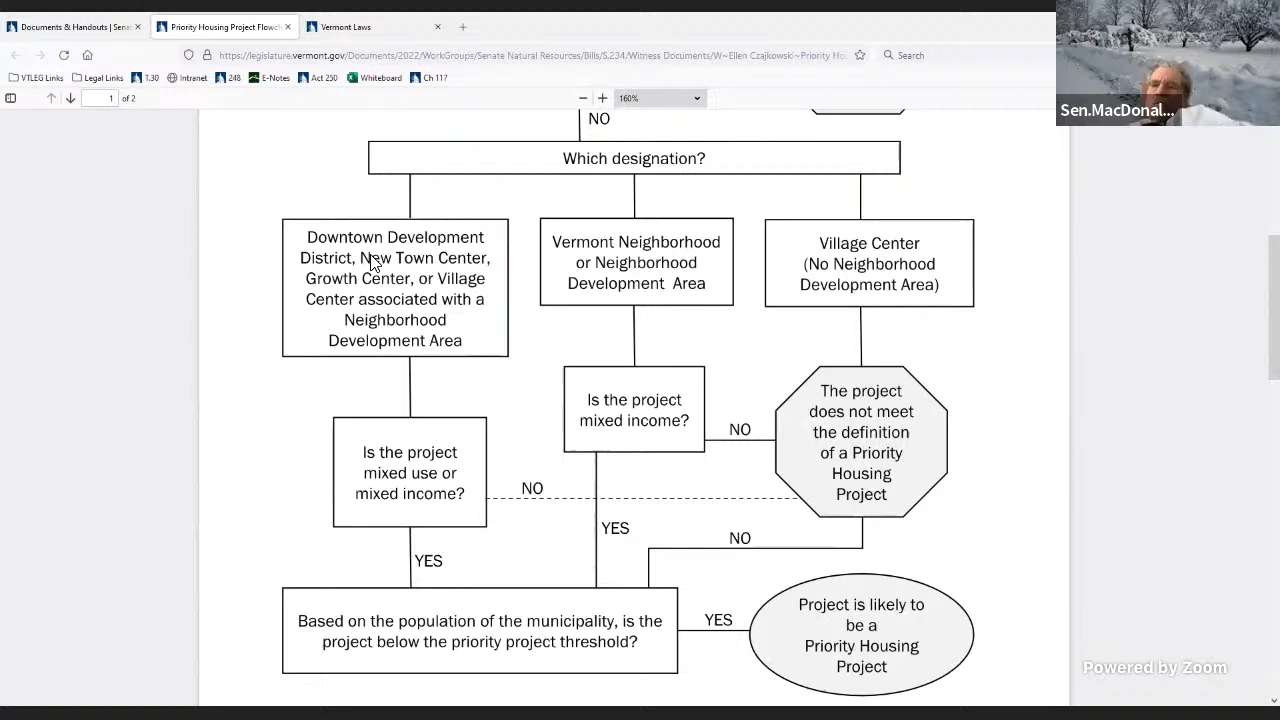 Documents & Handouts | Senat
Priority Housing Project Flowch
Vermont Laws
https://legislature.vermont.gov/Documents/2022/WorkGroups/Senate Natural Resources/Bills/S.234/Witness Documents/W~Ellen Czajkowski~Priority Hou
Search
VTLEG Links
Legal Links
T.30
Intranet
248
E-Notes
Act 250
Whiteboard
Ch 117
1 of 2
160%
Sen.MacDonal...
NO
Which designation?
Downtown Development
District, New Town Center,
Growth Center, or Village
Center associated with a
Neighborhood
Development Area
Vermont Neighborhood
or Neighborhood
Development Area
Village Center
(No Neighborhood
Development Area)
Is the project
mixed income?
NO
The project
does not meet
the definition
of a Priority
Housing
Project
Is the project
mixed use or
mixed income?
NO
YES
NO
YES
Based on the population of the municipality, is the
project below the priority project threshold?
YES
Project is likely to
be a
Priority Housing
Project
Powered by Zoom